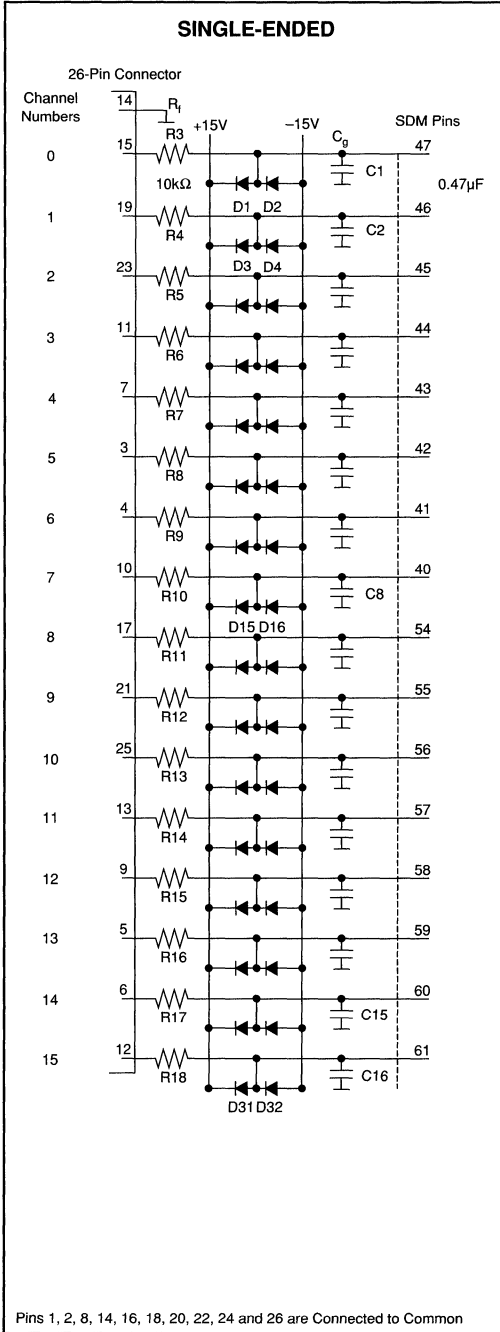 SINGLE-ENDED
26-Pin Connector
Channel
Numbers
14
Rf
+15V
–15V
SDM Pins
0
15
R3
10kΩ
D1 D2
Cg
C1
47
0.47µF
1
19
R4
D3 D4
C2
46
2
23
R5
45
3
11
R6
44
4
7
R7
43
5
3
R8
42
6
4
R9
41
7
10
R10
D15 D16
C8
40
8
17
R11
54
9
21
R12
55
10
25
R13
56
11
13
R14
57
12
9
R15
58
13
5
R16
59
14
6
R17
C15
60
15
12
R18
D31 D32
C16
61
Pins 1, 2, 8, 14, 16, 18, 20, 22, 24 and 26 are Connected to Common